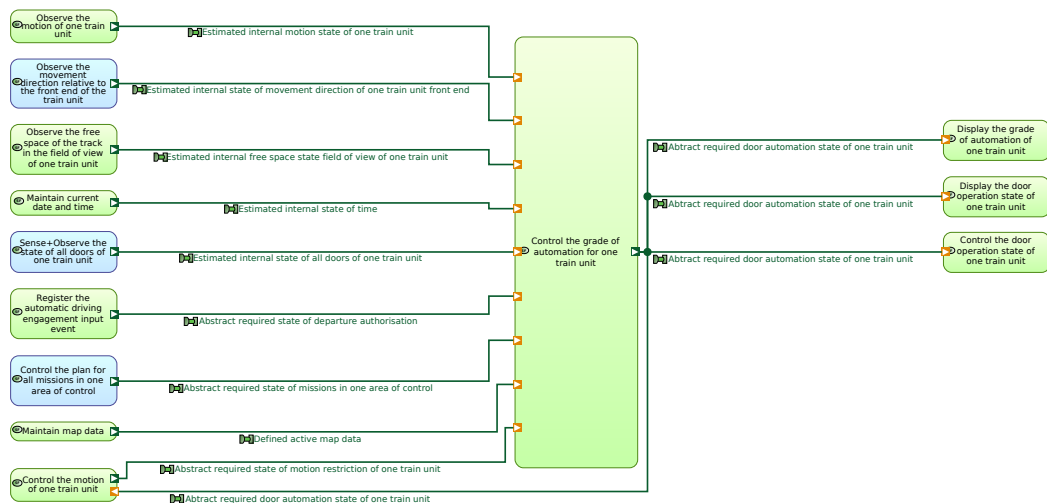 Observe the
motion of one train
unit
Estimated internal motion state of one train unit
Observe the
movement
direction relative to
the front end of the
train unit
Estimated internal state of movement direction of one train unit front end
Observe the free
space of the track
in the field of view
of one train unit
Estimated internal free space state field of view of one train unit
Maintain current
date and time
Estimated internal state of time
Sense+Observe the
state of all doors of
one train unit
Estimated internal state of all doors of one train unit
Register the
automatic driving
engagement input
event
Abstract required state of departure authorisation
Control the plan for
all missions in one
area of control
Abstract required state of missions in one area of control
Maintain map data
Defined active map data
Control the motion
of one train unit
Abstract required state of motion restriction of one train unit
Abtract required door automation state of one train unit
Control the grade of
automation for one
train unit
Abtract required door automation state of one train unit
Display the grade
of automation of
one train unit
Abtract required door automation state of one train unit
Display the door
operation state of
one train unit
Abtract required door automation state of one train unit
Control the door
operation state of
one train unit